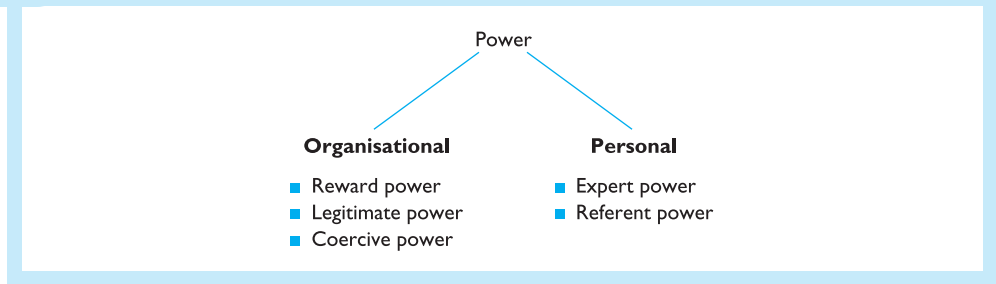 Power
Organisational
Reward power
Legitimate power
Coercive power
Personal
Expert power
Referent power